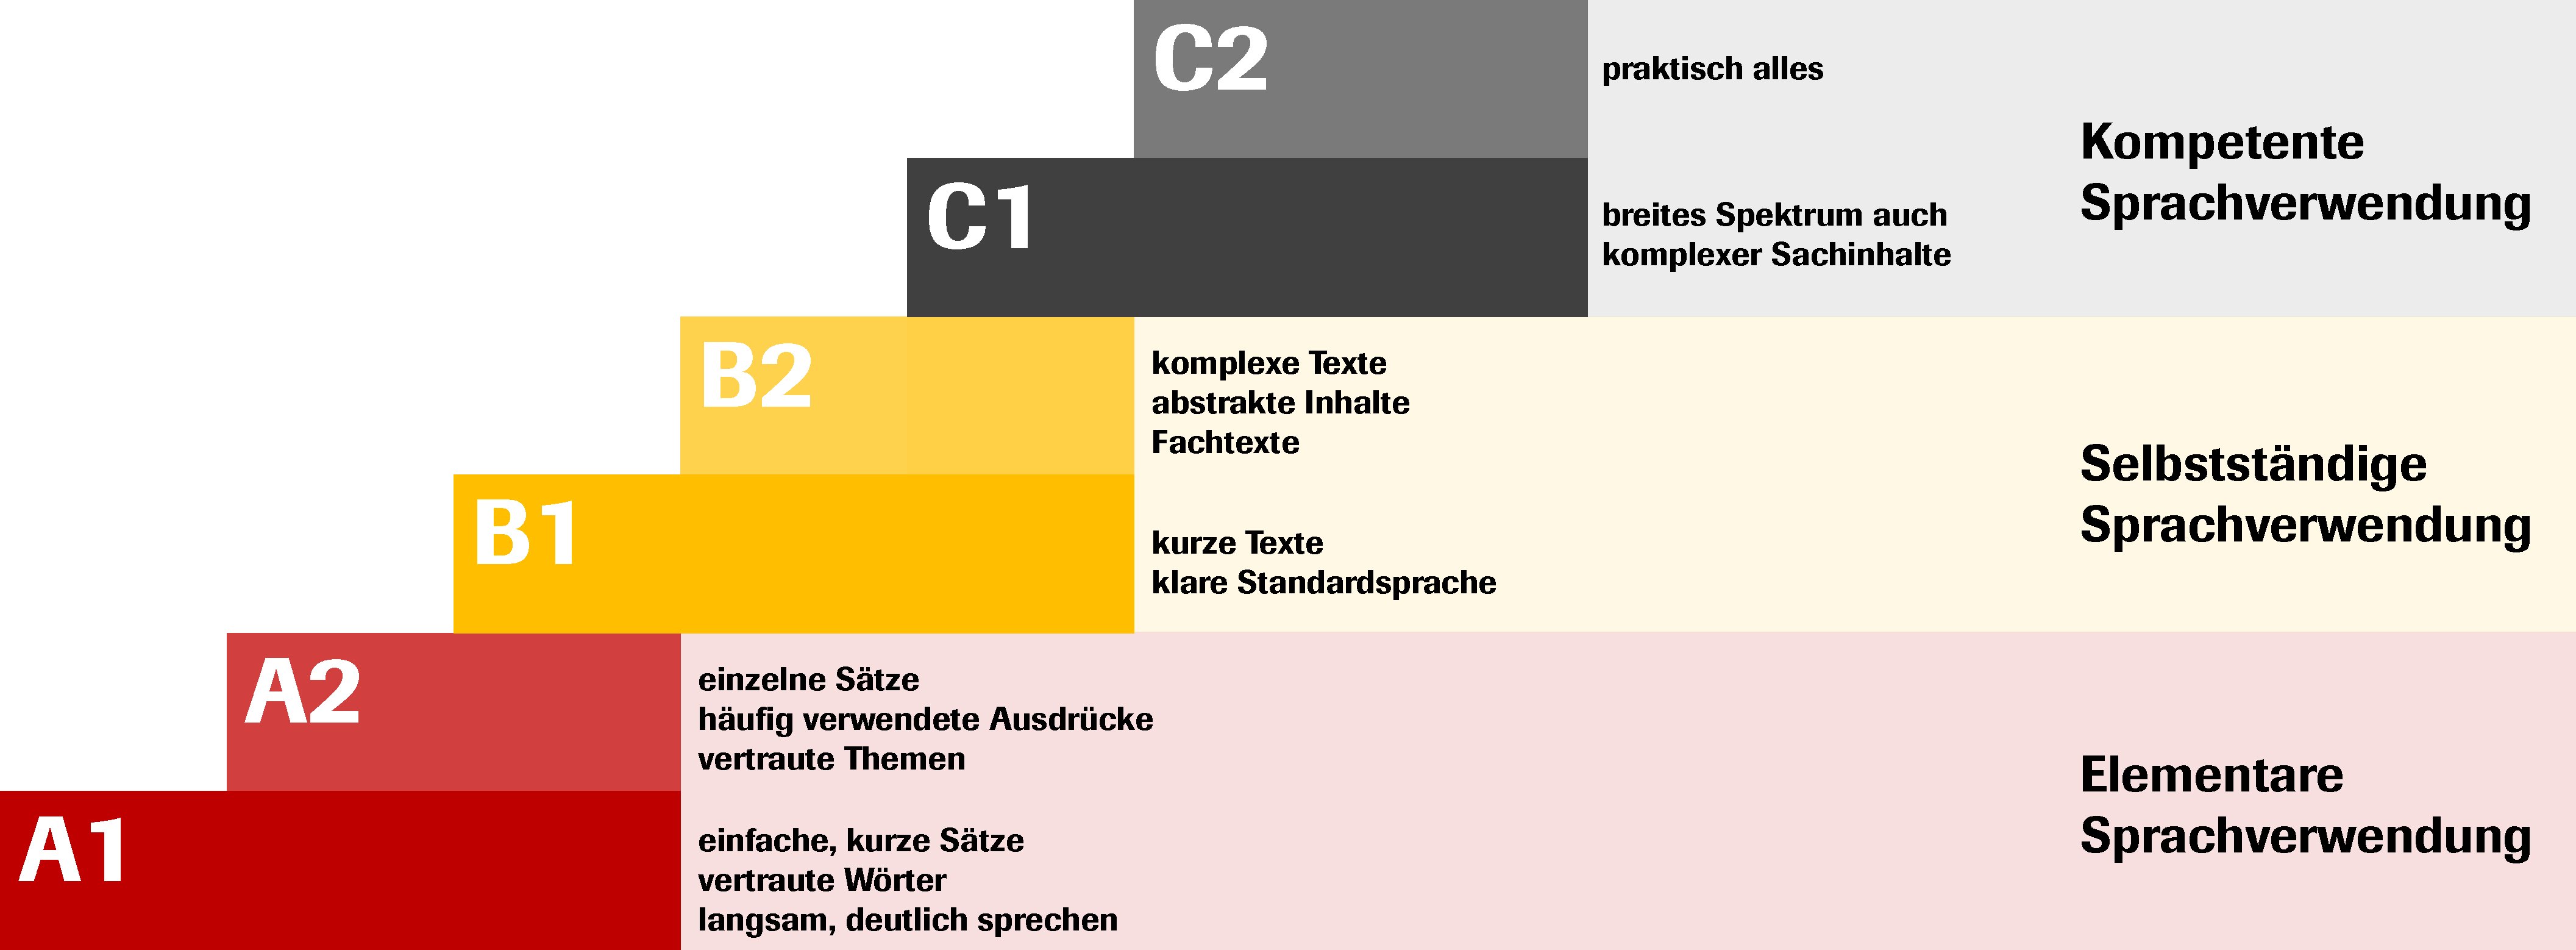 C2
praktisch alles
Kompetente
Sprachverwendung
C1
breites Spektrum auch
komplexer Sachinhalte
B2
komplexe Texte
abstrakte Inhalte
Fachtexte
Selbstständige
Sprachverwendung
B1
kurze Texte
klare Standardsprache
A2
einzelne Sätze
häufig verwendete Ausdrücke
vertraute Themen
Elementare
Sprachverwendung
A1
einfache, kurze Sätze
vertraute Wörter
langsam, deutlich sprechen